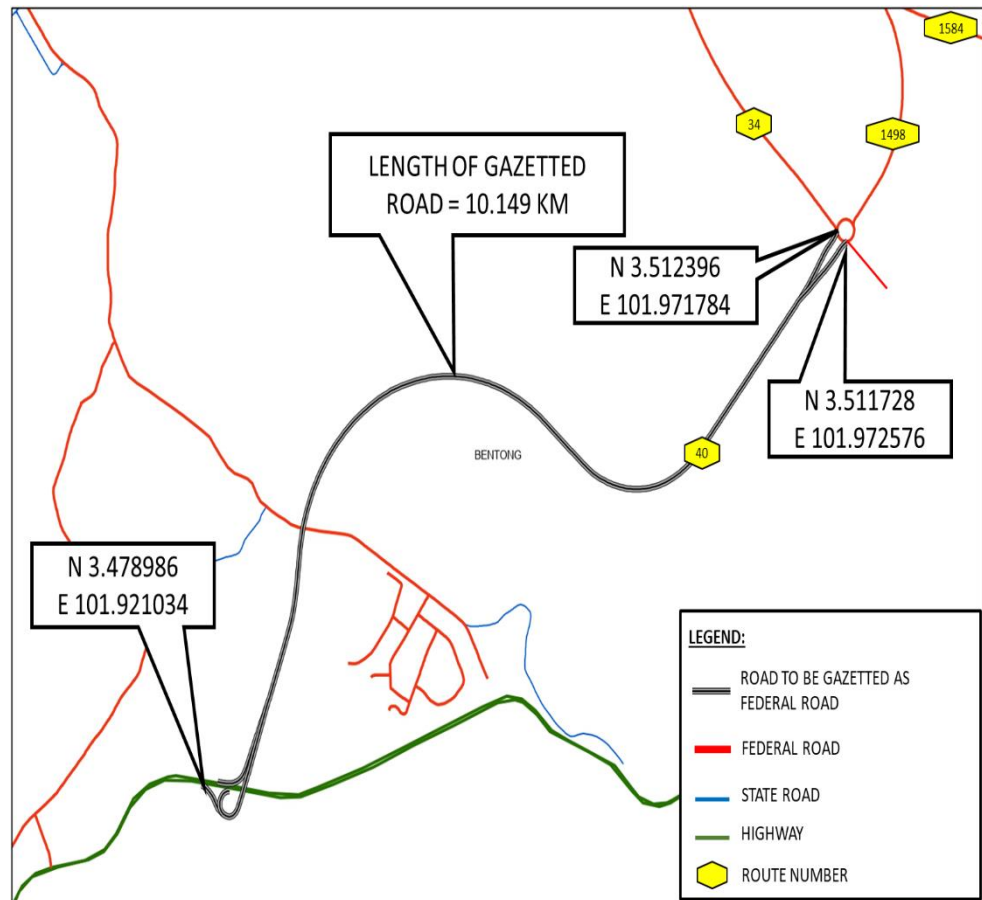 1584
34
1498
LENGTH OF GAZETTED
ROAD = 10.149 KM
N 3.512396
E 101.971784
N 3.511728
E 101.972576
40
BENTONG
N 3.478986
E 101.921034
LEGEND:
ROAD TO BE GAZETTED AS
FEDERAL ROAD
FEDERAL ROAD
STATE ROAD
HIGHWAY
ROUTE NUMBER